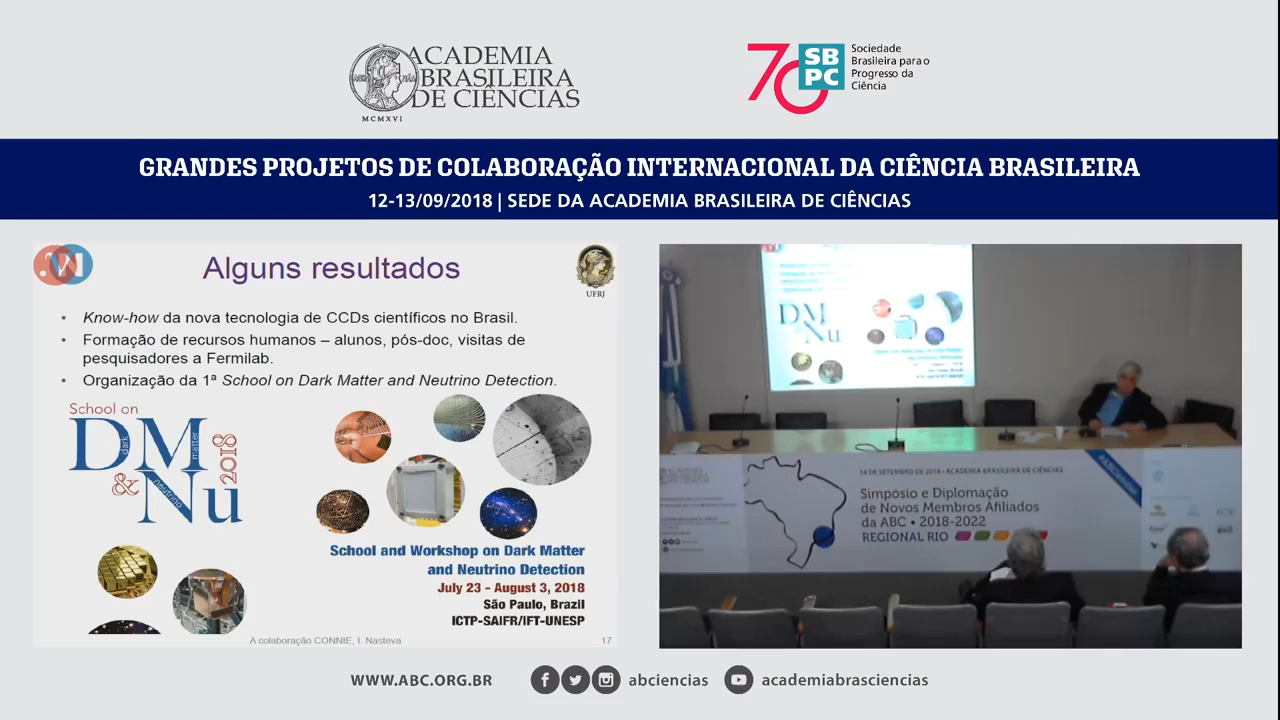 ACADEMIA
BRASILEIRA
DE CIÊNCIAS
MCMXVI
70
SB
PC
Sociedade
Brasileira para o
Progresso da
Ciência
GRANDES PROJETOS DE COLABORAÇÃO INTERNACIONAL DA CIÊNCIA BRASILEIRA
12-13/09/2018 | SEDE DA ACADEMIA BRASILEIRA DE CIÊNCIAS
Alguns resultados
UFRJ
• Know-how da nova tecnologia de CCDs científicos no Brasil.
• Formação de recursos humanos – alunos, pós-doc, visitas de
pesquisadores a Fermilab.
• Organização da 1ª School on Dark Matter and Neutrino Detection.
School on
DM
dark
matter
& Nu
neutrino
2018
School and Workshop on Dark Matter
and Neutrino Detection
July 23 - August 3, 2018
São Paulo, Brazil
ICTP-SAIFR/IFT-UNESP
A colaboração CONNIE, I. Nasteva
17
DM
Nu
14 DE SETEMBRO DE 2018 • ACADEMIA BRASILEIRA DE CIÊNCIAS
Simpósio e Diplomação
de Novos Membros Afiliados
da ABC • 2018-2022
REGIONAL RIO
WWW.ABC.ORG.BR
abciencias
academiabrasciencias